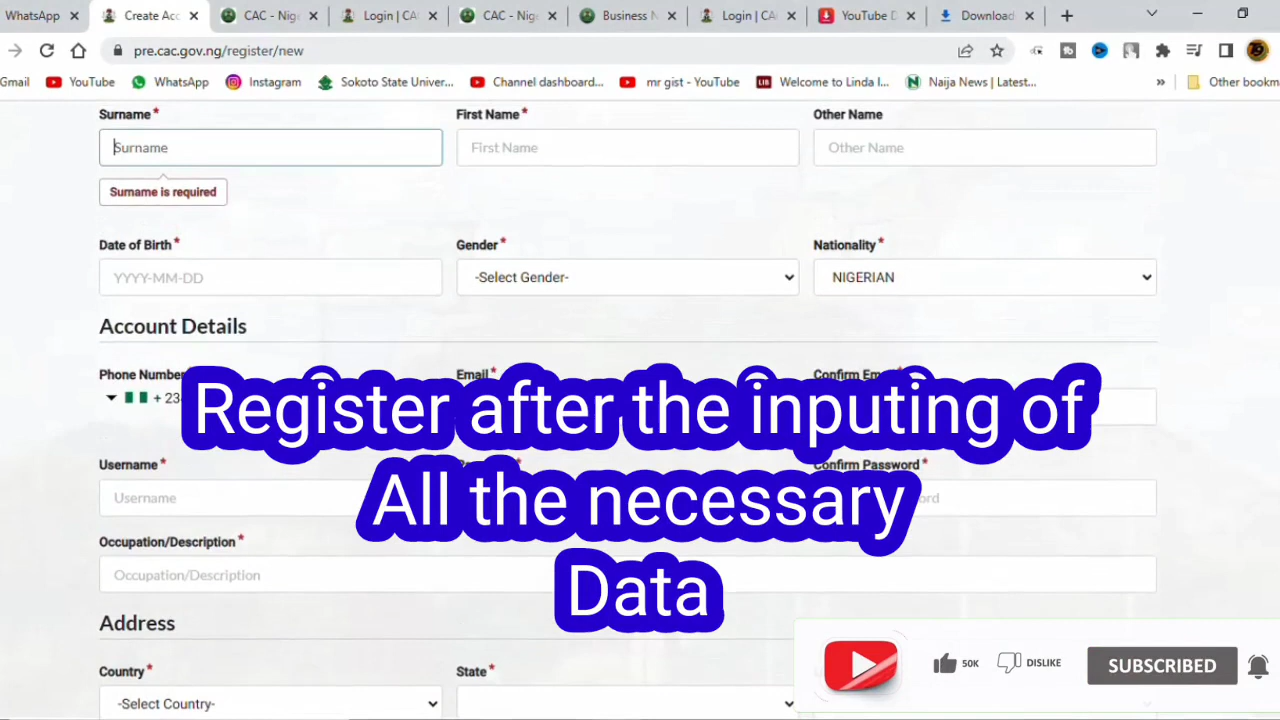 WhatsApp
Create Acc
CAC - Nige
Login | CA
CAC - Nige
Business N
Login | CA
YouTube D
Download
pre.cac.gov.ng/register/new
Gmail
YouTube
WhatsApp
Instagram
Sokoto State Univer...
Channel dashboard...
mr gist - YouTube
LIB Welcome to Linda I...
Naija News | Latest...
»
Other bookm
Surname*
First Name*
Other Name
Surname
First Name
Other Name
Surname is required
Date of Birth*
Gender*
Nationality*
YYYY-MM-DD
-Select Gender-
NIGERIAN
Account Details
Phone Number
Email*
+ 23
Register after the inputing of
All the necessary
Data
Username*
Confirm Password*
Username
Occupation/Description*
Occupation/Description
Address
Country*
State*
-Select Country-
50K
DISLIKE
SUBSCRIBED